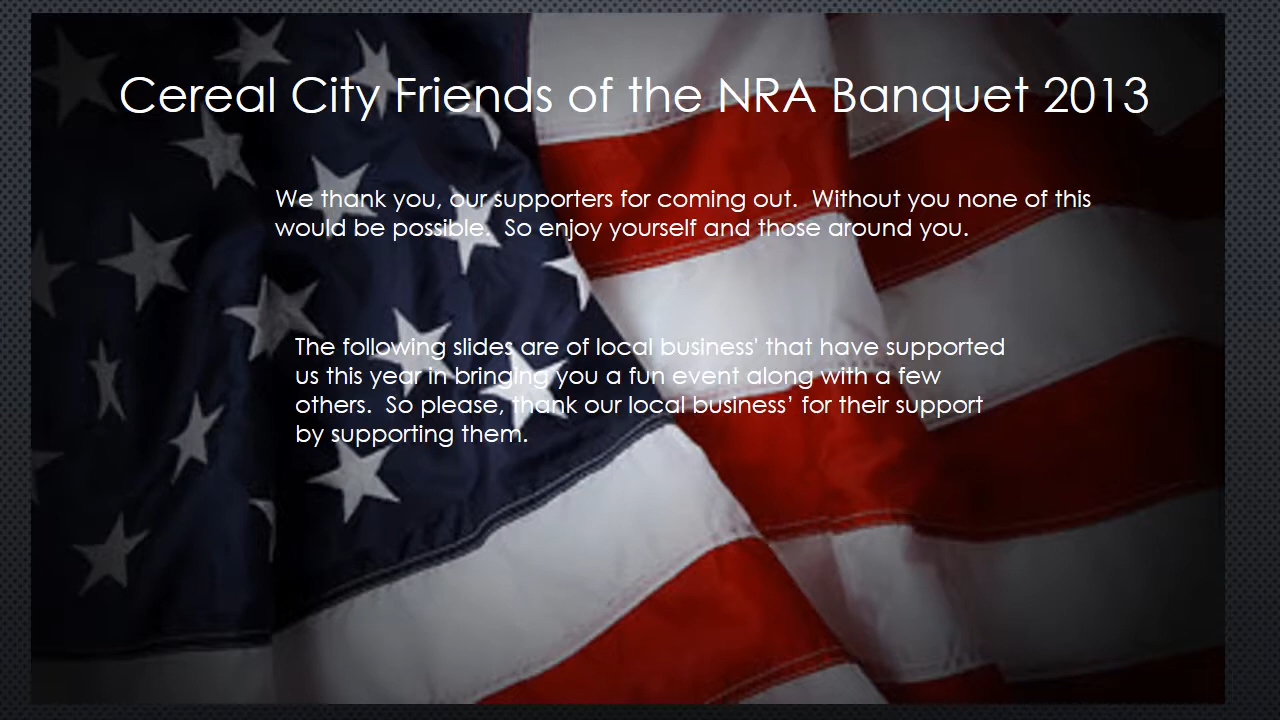 Cereal City Friends of the NRA Banquet 2013
We thank you, our supporters for coming out.  Without you none of this
would be possible.  So enjoy yourself and those around you.
The following slides are of local business' that have supported
us this year in bringing you a fun event along with a few
others.  So please, thank our local business’ for their support
by supporting them.